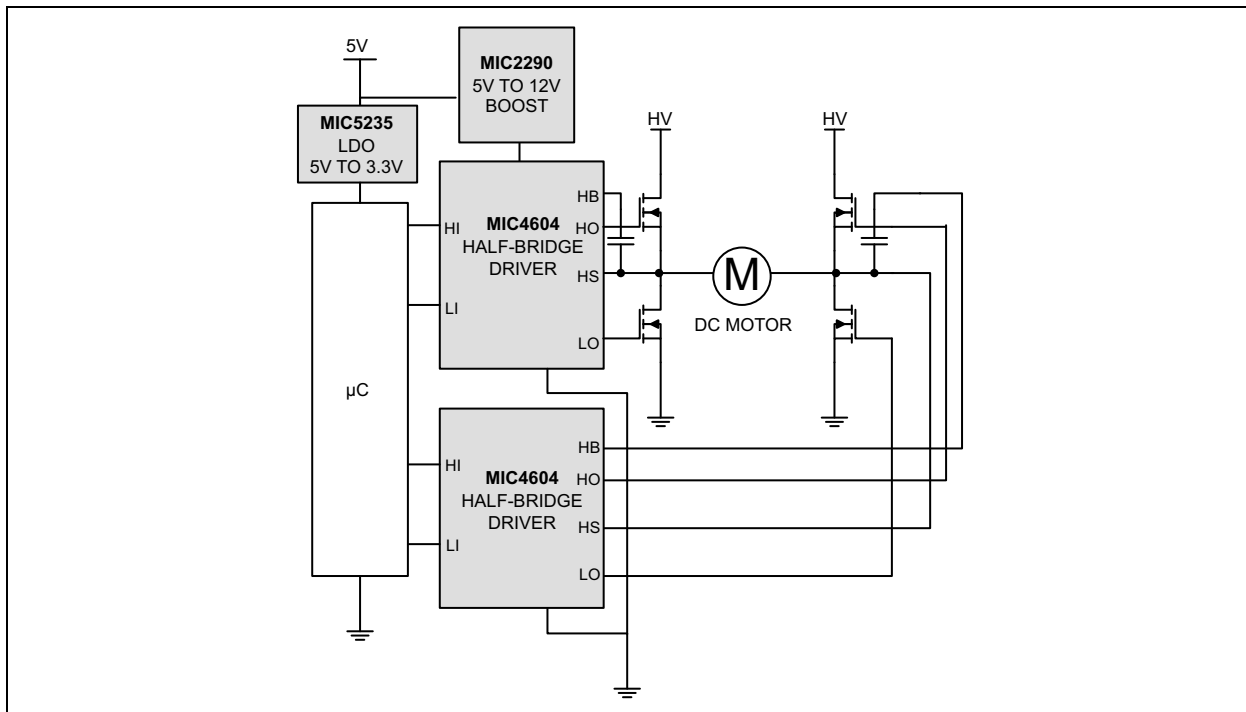 5V
MIC2290
5V TO 12V
BOOST
MIC5235
LDO
5V TO 3.3V
HV
HV
HB
MIC4604
HALF-BRIDGE
DRIVER
HI
HO
HS
LI
LO
M
DC MOTOR
µC
HB
MIC4604
HALF-BRIDGE
DRIVER
HI
HO
HS
LI
LO